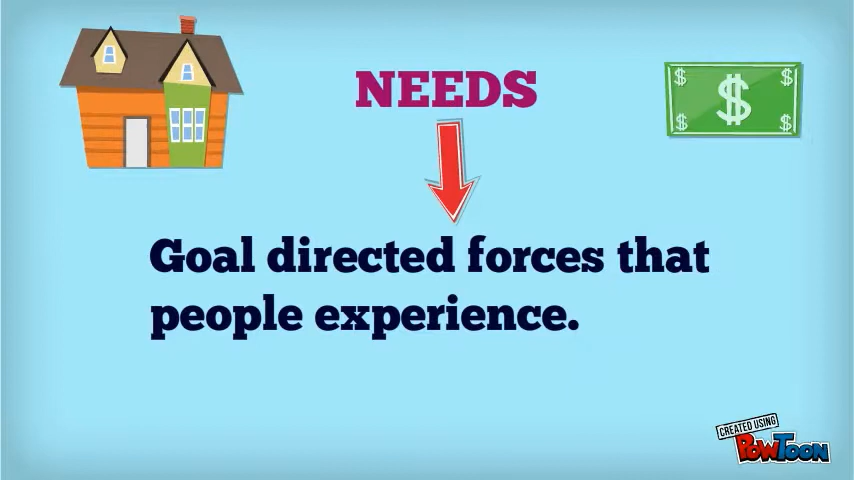 NEEDS
$ $ $ $ $
Goal directed forces that
people experience.
CREATED USING
POWTOON